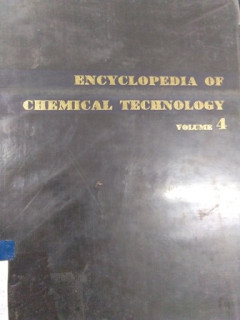 ENCYCLOPEDIA OF
CHEMICAL TECHNOLOGY
VOLUME 4